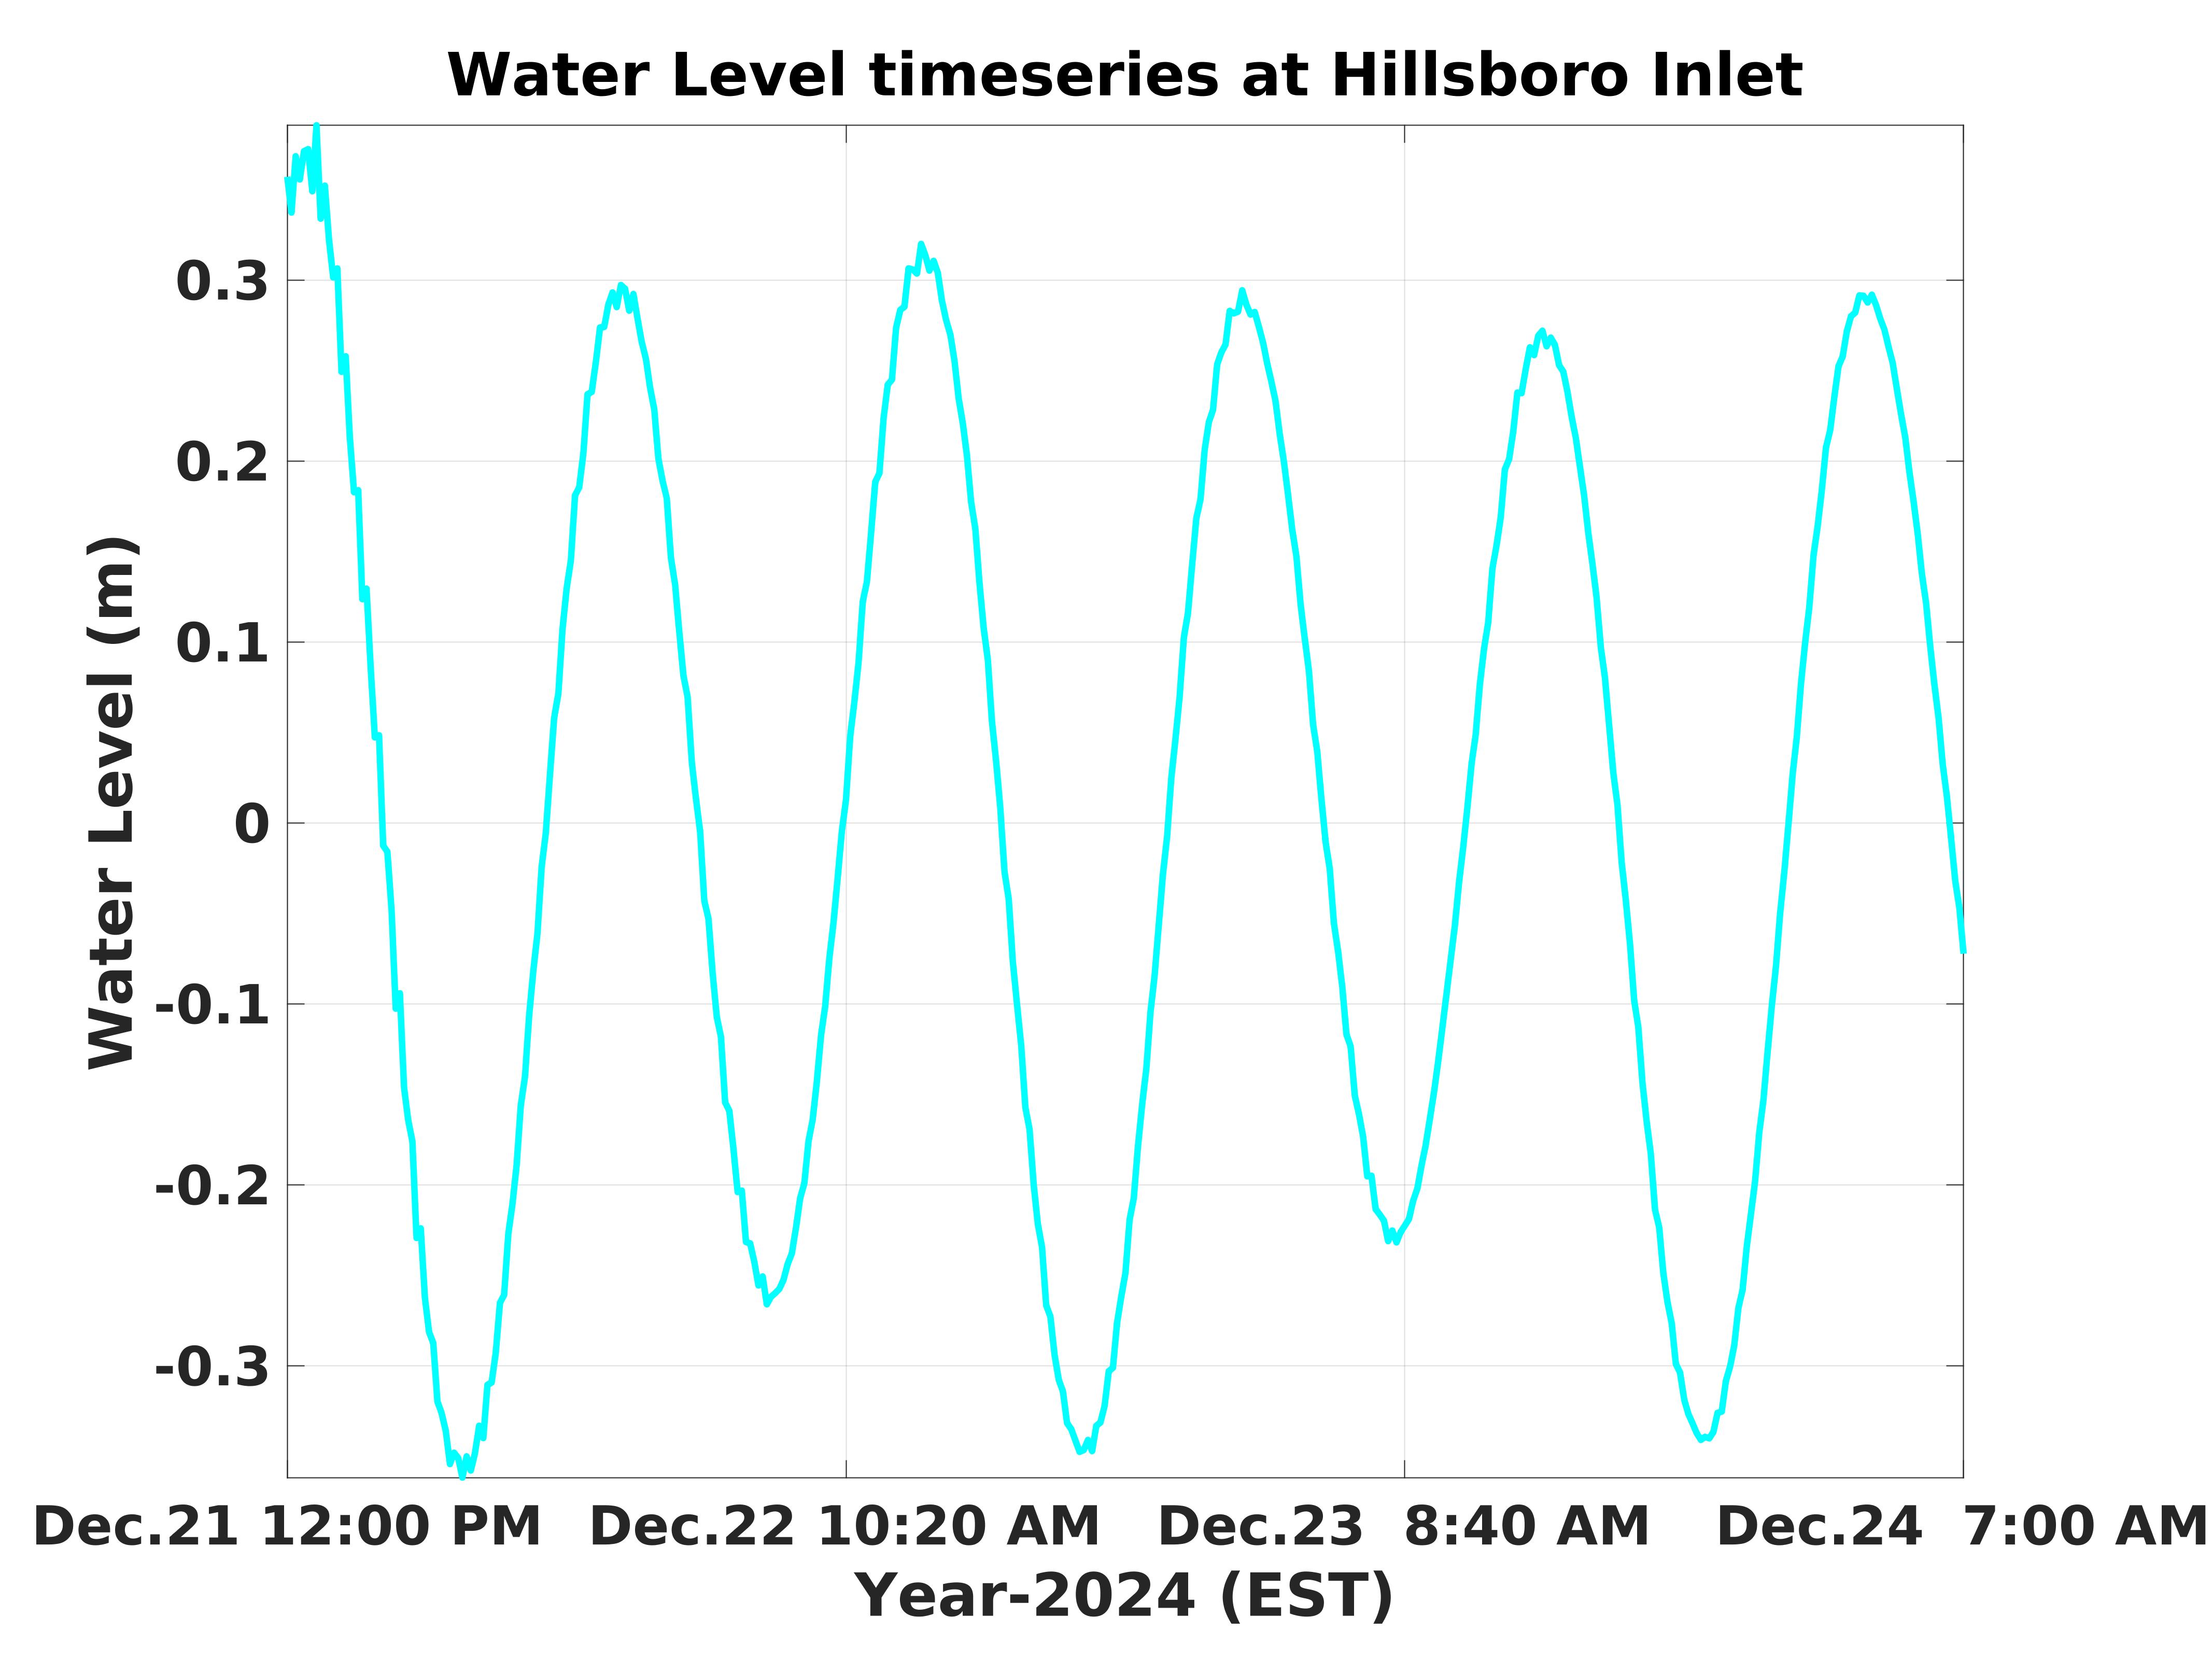 Water Level timeseries at Hillsboro Inlet
Water Level (m)
0.3
0.2
0.1
0
-0.1
-0.2
-0.3
Dec.21 12:00 PM Dec.22 10:20 AM Dec.23 8:40 AM Dec.24 7:00 AM
Year-2024 (EST)